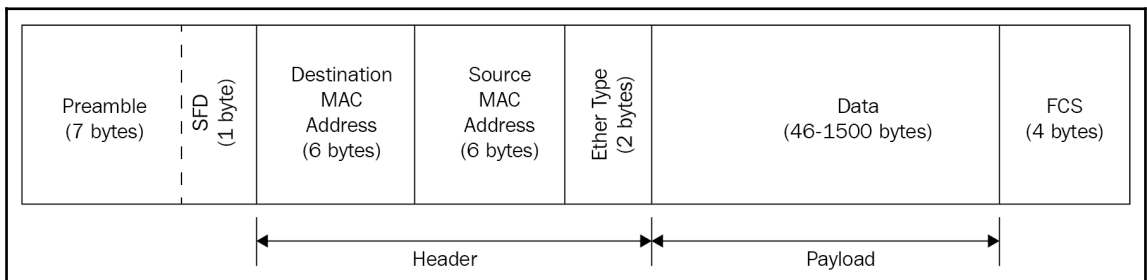 Preamble
(7 bytes)
SFD
(1 byte)
Destination
MAC
Address
(6 bytes)
Source
MAC
Address
(6 bytes)
Ether Type
(2 bytes)
Data
(46-1500 bytes)
FCS
(4 bytes)
Header
Payload